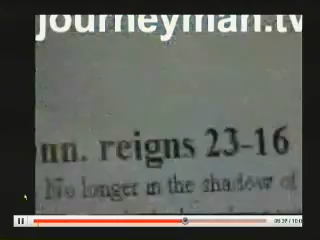 journeyman.tv
nn. reigns 23-16
No longer in the shadow of